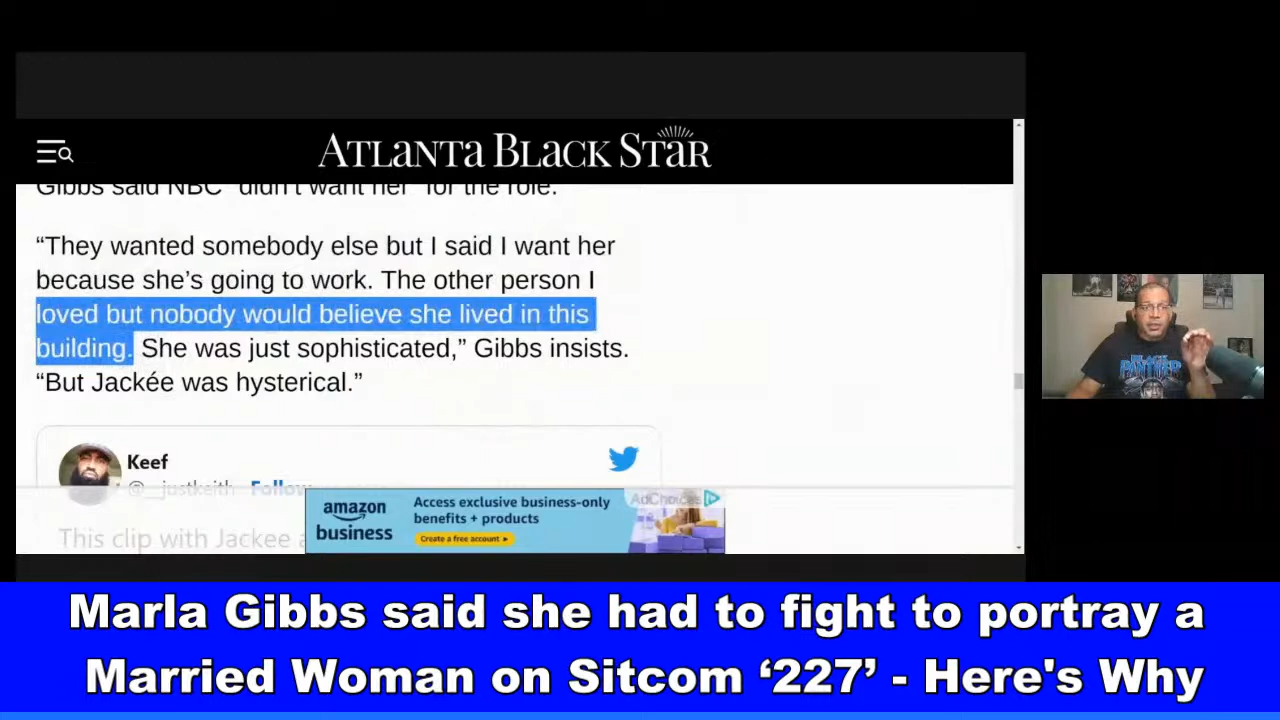 ATLANTA BLACK STAR
Gibbs said NBC “didn’t want her” for the role.
“They wanted somebody else but I said I want her
because she’s going to work. The other person I
loved but nobody would believe she lived in this
building. She was just sophisticated,” Gibbs insists.
“But Jackée was hysterical.”
Keef
@__justkeith Follow
This clip with Jackee a
amazon
business
Access exclusive business-only
benefits + products
Create a free account ►
AdChoices
BLACK
PANTHER
Marla Gibbs said she had to fight to portray a
Married Woman on Sitcom ‘227’ - Here's Why